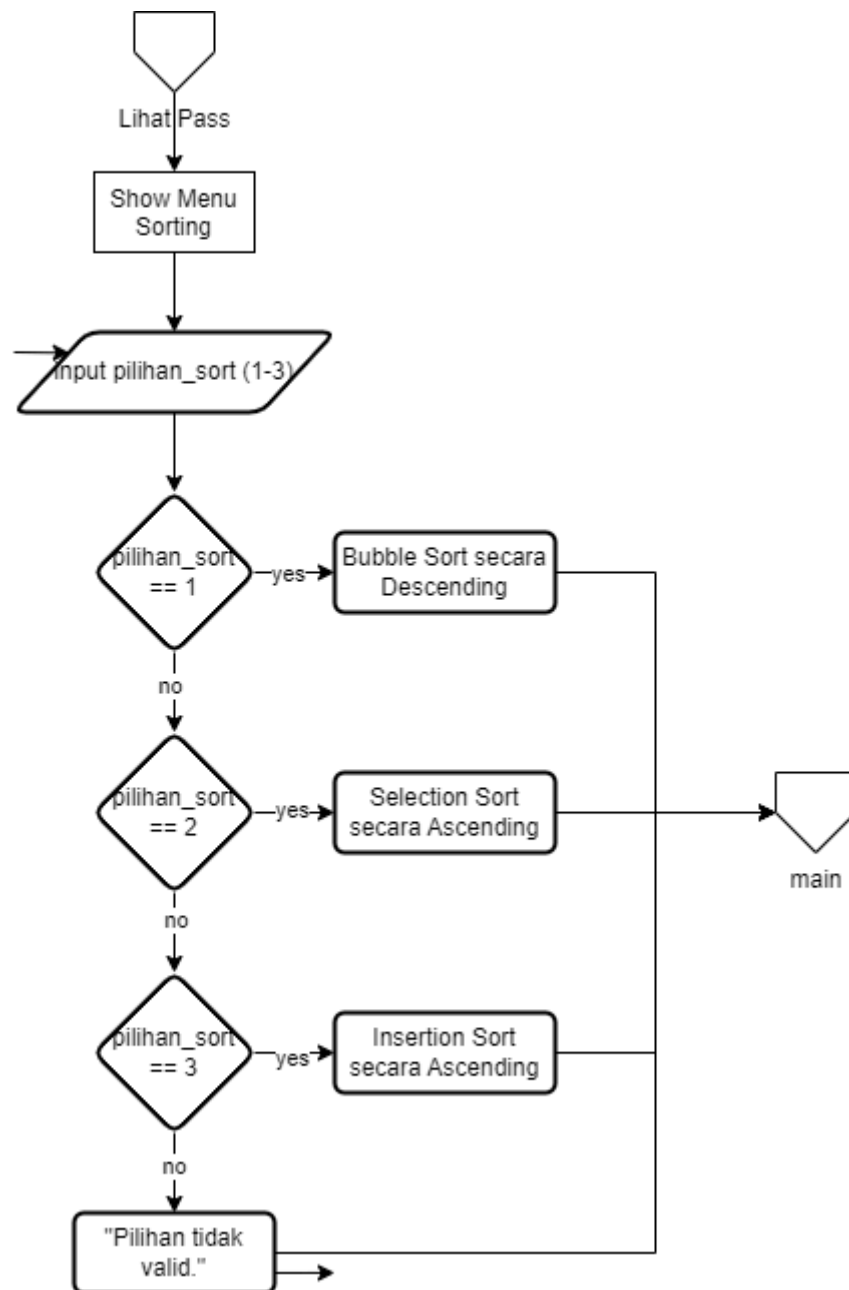 Lihat Pass
Show Menu
Sorting
Input pilihan_sort (1-3)
pilihan_sort
== 1
yes
Bubble Sort secara
Descending
no
pilihan_sort
== 2
yes
Selection Sort
secara Ascending
main
no
pilihan_sort
== 3
yes
Insertion Sort
secara Ascending
no
"Pilihan tidak
valid."